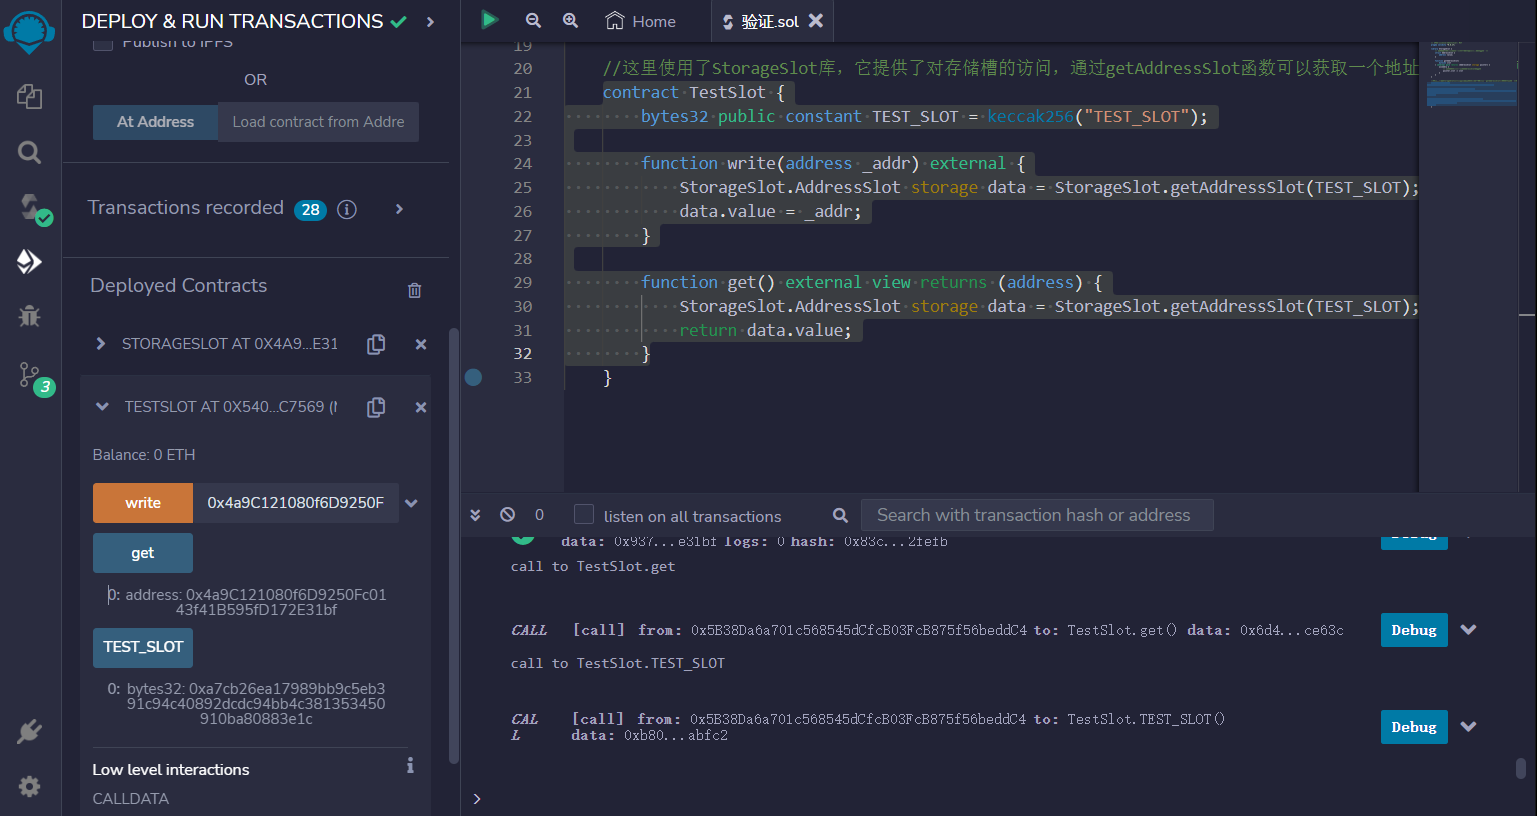 DEPLOY & RUN TRANSACTIONS
Publish to IPFS
OR
At Address
Load contract from Addre
Transactions recorded 28
3
Deployed Contracts
STORAGESLOT AT 0X4A9...E31
TESTSLOT AT 0X540...C7569 (
Balance: 0 ETH
write 0x4a9C121080f6D9250F
get
0: address: 0x4a9C121080f6D9250Fc01
43f41B595fD172E31bf
TEST_SLOT
0: bytes32: 0xa7cb26ea17989bb9c5eb3
91c94c40892dcdc94bb4c381353450
910ba80883e1c
Low level interactions
CALLDATA
Home
验证.sol
19
20 //这里使用了StorageSlot库，它提供了对存储槽的访问，通过getAddressSlot函数可以获取一个地址
21 contract TestSlot {
22 bytes32 public constant TEST_SLOT = keccak256("TEST_SLOT");
23
24 function write(address _addr) external {
25 StorageSlot.AddressSlot storage data = StorageSlot.getAddressSlot(TEST_SLOT);
26 data.value = _addr;
27 }
28
29 function get() external view returns (address) {
30 StorageSlot.AddressSlot storage data = StorageSlot.getAddressSlot(TEST_SLOT);
31 return data.value;
32 }
33 }
0 listen on all transactions Search with transaction hash or address
data: 0x937...e31bf logs: 0 hash: 0x83c...2fefb Debug
call to TestSlot.get
CALL [call] from: 0x5B38Da6a701c568545dCfcB03FcB875f56beddC4 to: TestSlot.get() data: 0x6d4...ce63c Debug
call to TestSlot.TEST_SLOT
CAL [call] from: 0x5B38Da6a701c568545dCfcB03FcB875f56beddC4 to: TestSlot.TEST_SLOT() Debug
L data: 0xb80...abfc2
>